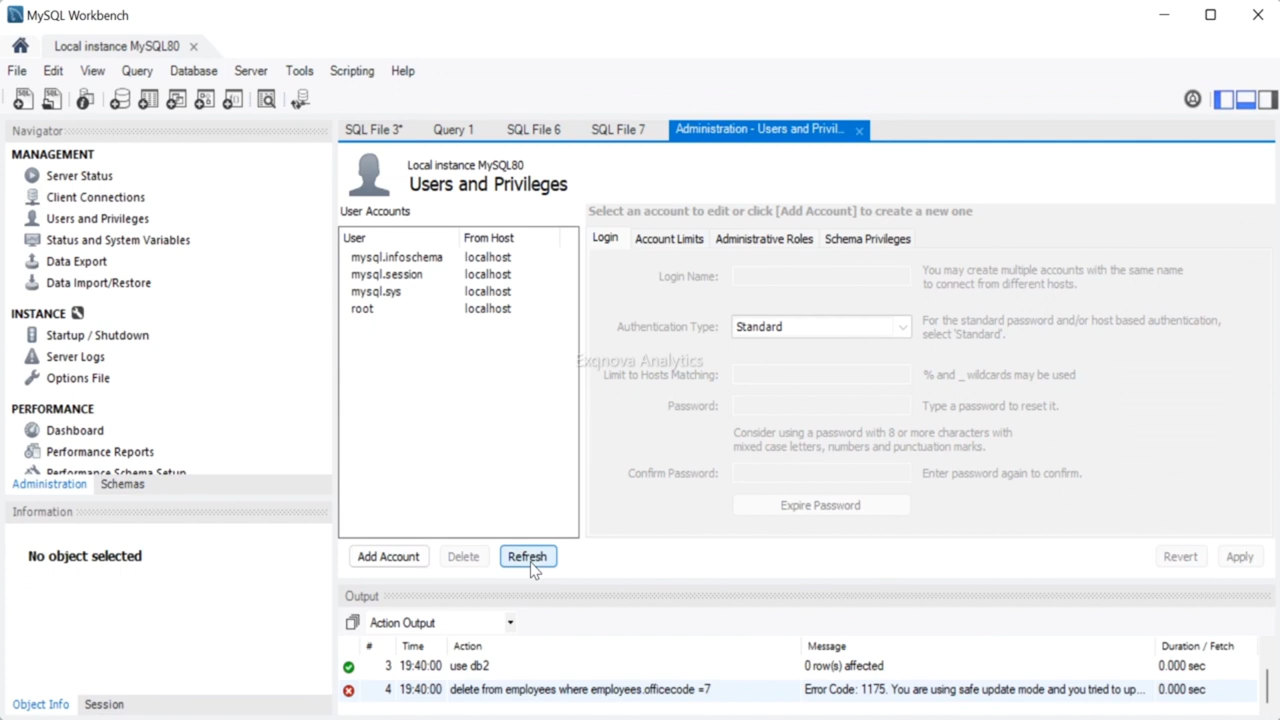 MySQL Workbench
Local instance MySQL80
File Edit View Query Database Server Tools Scripting Help
Navigator
MANAGEMENT
Server Status
Client Connections
Users and Privileges
Status and System Variables
Data Export
Data Import/Restore
INSTANCE
Startup / Shutdown
Server Logs
Options File
PERFORMANCE
Dashboard
Performance Reports
Performance Schema Setup
Administration Schemas
Information
No object selected
Object Info Session
SQL File 3* Query 1 SQL File 6 SQL File 7 Administration - Users and Privil...
Local instance MySQL80
Users and Privileges
User Accounts
User From Host
mysql.infoschema localhost
mysql.session localhost
mysql.sys localhost
root localhost
Add Account Delete Refresh
Select an account to edit or click [Add Account] to create a new one
Login Account Limits Administrative Roles Schema Privileges
Login Name: You may create multiple accounts with the same name
to connect from different hosts.
Authentication Type: Standard For the standard password and/or host based authentication,
select 'Standard'.
Exqnova Analytics
Limit to Hosts Matching: % and _ wildcards may be used
Password: Type a password to reset it.
Consider using a password with 8 or more characters with
mixed case letters, numbers and punctuation marks.
Confirm Password: Enter password again to confirm.
Expire Password
Revert Apply
Output
Action Output
# Time Action Message Duration / Fetch
3 19:40:00 use db2 0 row(s) affected 0.000 sec
4 19:40:00 delete from employees where employees.officecode =7 Error Code: 1175. You are using safe update mode and you tried to up... 0.000 sec